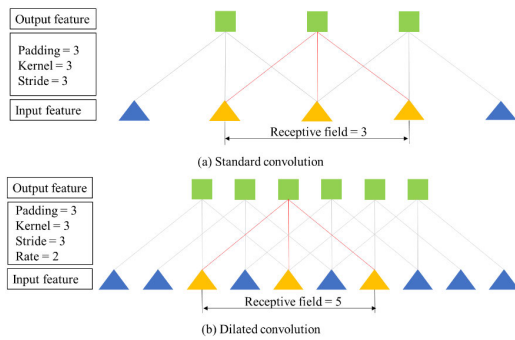 Output feature
Padding = 3
Kernel = 3
Stride = 3
Input feature
Receptive field = 3
(a) Standard convolution
Output feature
Padding = 3
Kernel = 3
Stride = 3
Rate = 2
Input feature
Receptive field = 5
(b) Dilated convolution